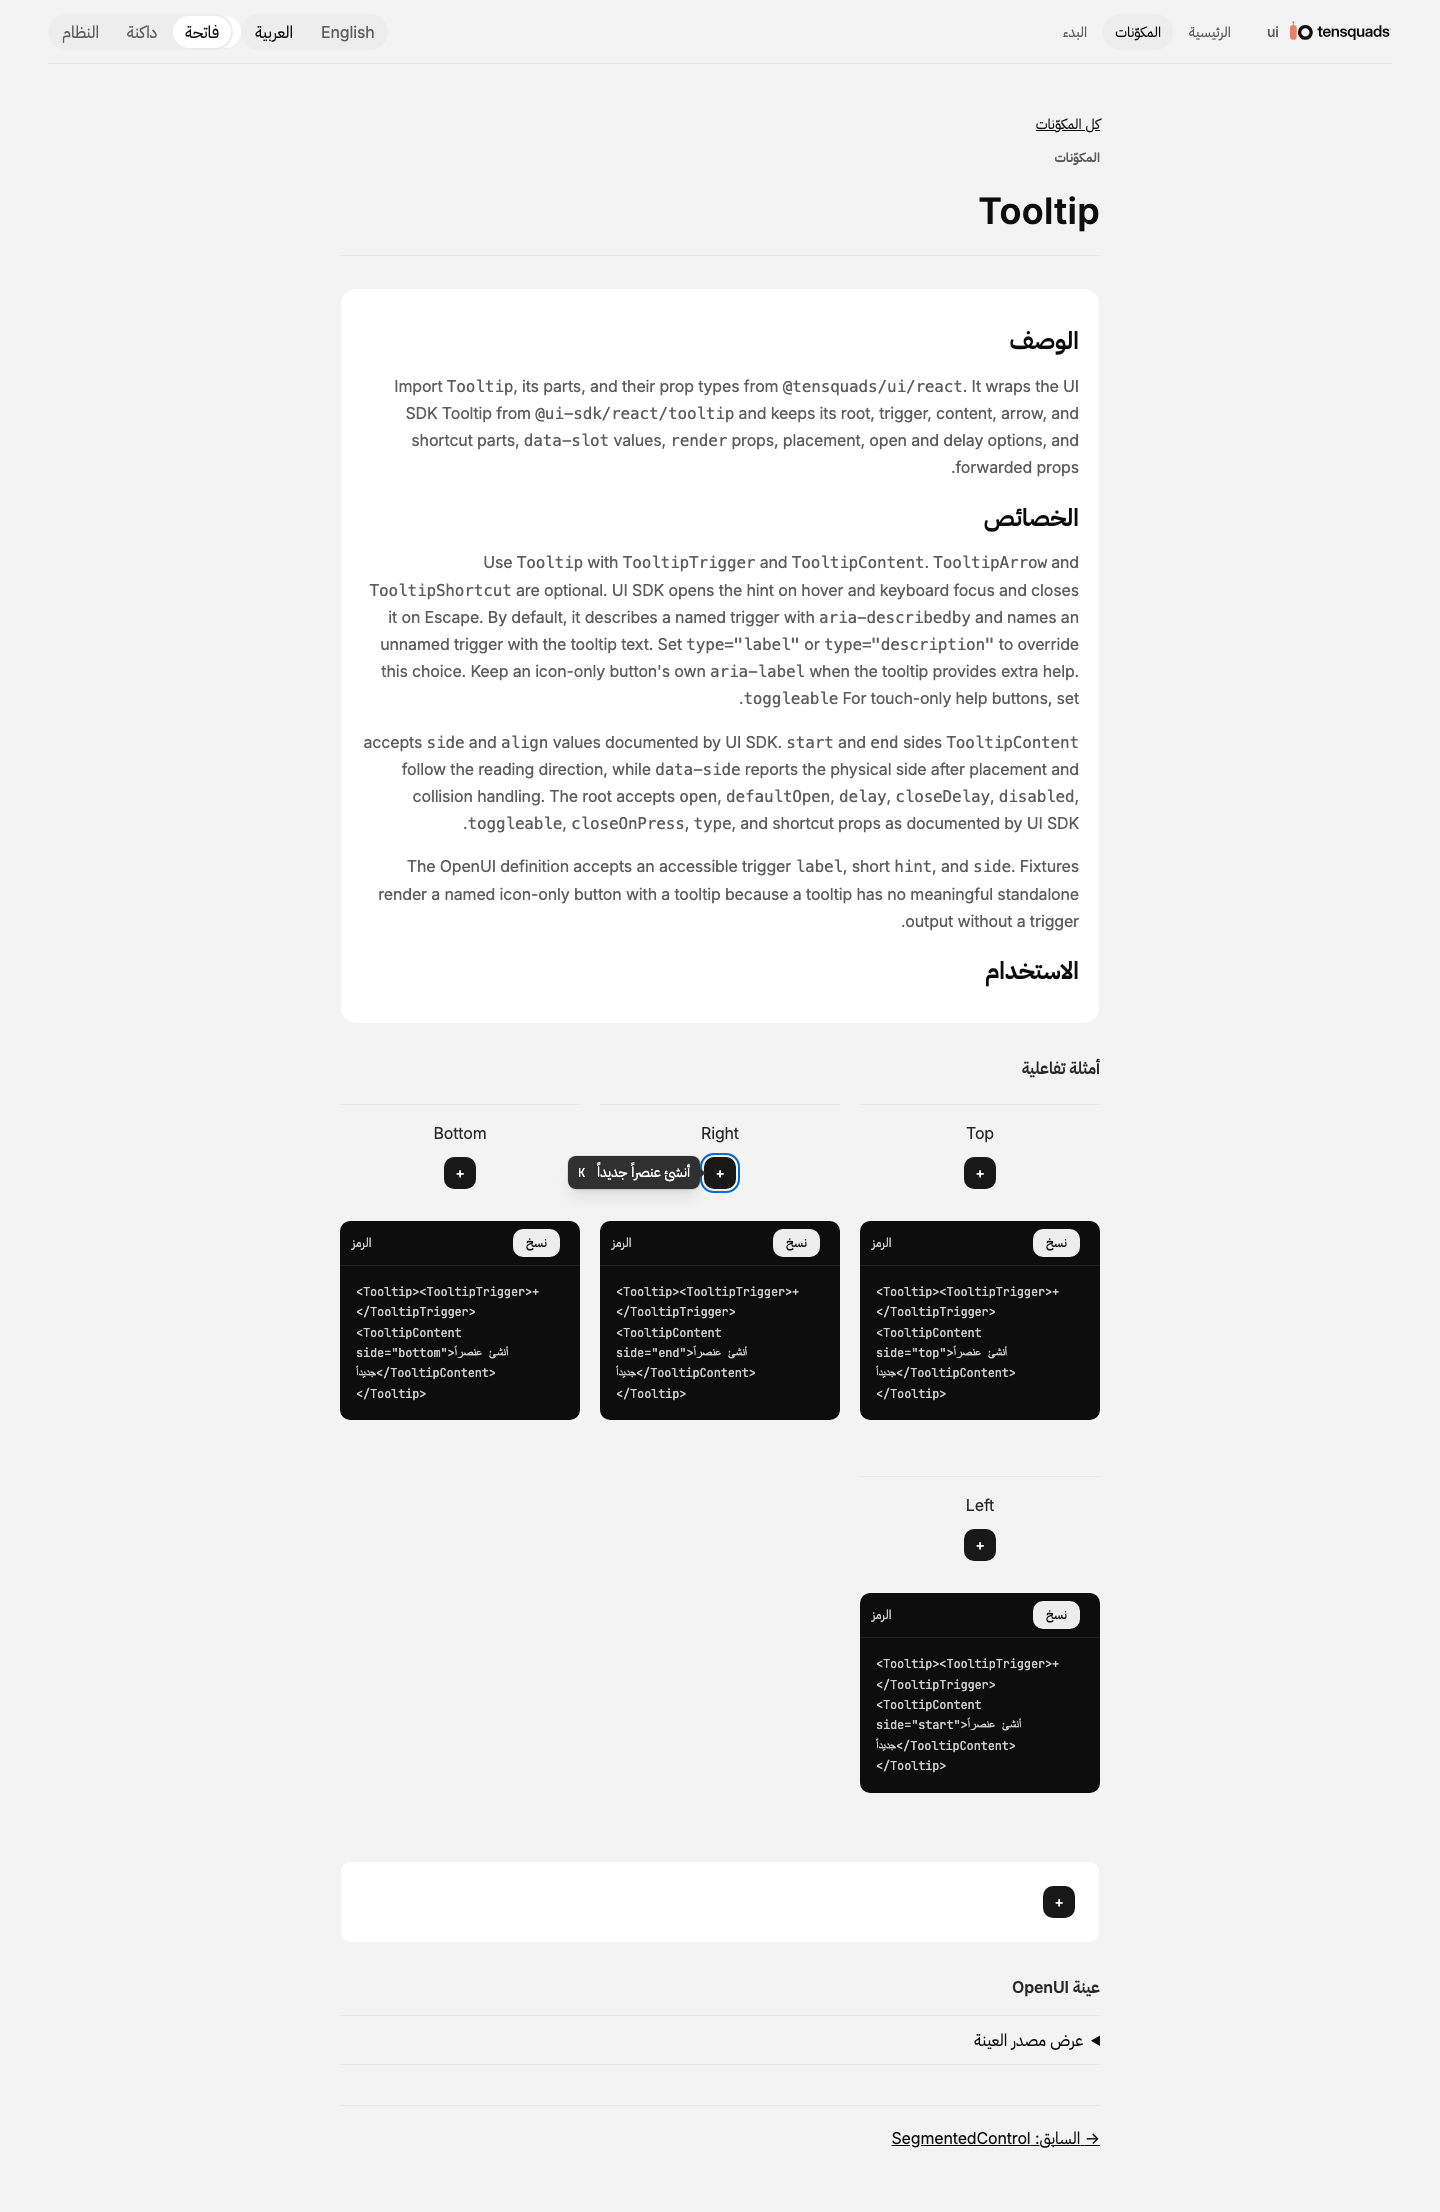 tensquads ui
الرئيسية
المكوّنات
البدء
English
العربية
فاتحة
داكنة
النظام
كل المكوّنات
المكوّنات
Tooltip
الوصف
Import Tooltip, its parts, and their prop types from @tensquads/ui/react. It wraps the UI
SDK Tooltip from @ui-sdk/react/tooltip and keeps its root, trigger, content, arrow, and
shortcut parts, data-slot values, render props, placement, open and delay options, and
.forwarded props
الخصائص
Use Tooltip with TooltipTrigger and TooltipContent. TooltipArrow and
TooltipShortcut are optional. UI SDK opens the hint on hover and keyboard focus and closes
it on Escape. By default, it describes a named trigger with aria-describedby and names an
unnamed trigger with the tooltip text. Set type="label" or type="description" to override
this choice. Keep an icon-only button's own aria-label when the tooltip provides extra help.
.toggleable For touch-only help buttons, set
accepts side and align values documented by UI SDK. start and end sides TooltipContent
follow the reading direction, while data-side reports the physical side after placement and
collision handling. The root accepts open, defaultOpen, delay, closeDelay, disabled,
.toggleable, closeOnPress, type, and shortcut props as documented by UI SDK
The OpenUI definition accepts an accessible trigger label, short hint, and side. Fixtures
render a named icon-only button with a tooltip because a tooltip has no meaningful standalone
.output without a trigger
الاستخدام
أمثلة تفاعلية
Top
+
نسخ
الرمز
<Tooltip><TooltipTrigger>+
</TooltipTrigger>
<TooltipContent
side="top">أنشئ عنصراً
جديداً</TooltipContent>
</Tooltip>
Right
+
أنشئ عنصراً جديداً K
نسخ
الرمز
<Tooltip><TooltipTrigger>+
</TooltipTrigger>
<TooltipContent
side="end">أنشئ عنصراً
جديداً</TooltipContent>
</Tooltip>
Bottom
+
نسخ
الرمز
<Tooltip><TooltipTrigger>+
</TooltipTrigger>
<TooltipContent
side="bottom">أنشئ عنصراً
جديداً</TooltipContent>
</Tooltip>
Left
+
نسخ
الرمز
<Tooltip><TooltipTrigger>+
</TooltipTrigger>
<TooltipContent
side="start">أنشئ عنصراً
جديداً</TooltipContent>
</Tooltip>
+
عينة OpenUI
◀ عرض مصدر العينة
→ السابق: SegmentedControl